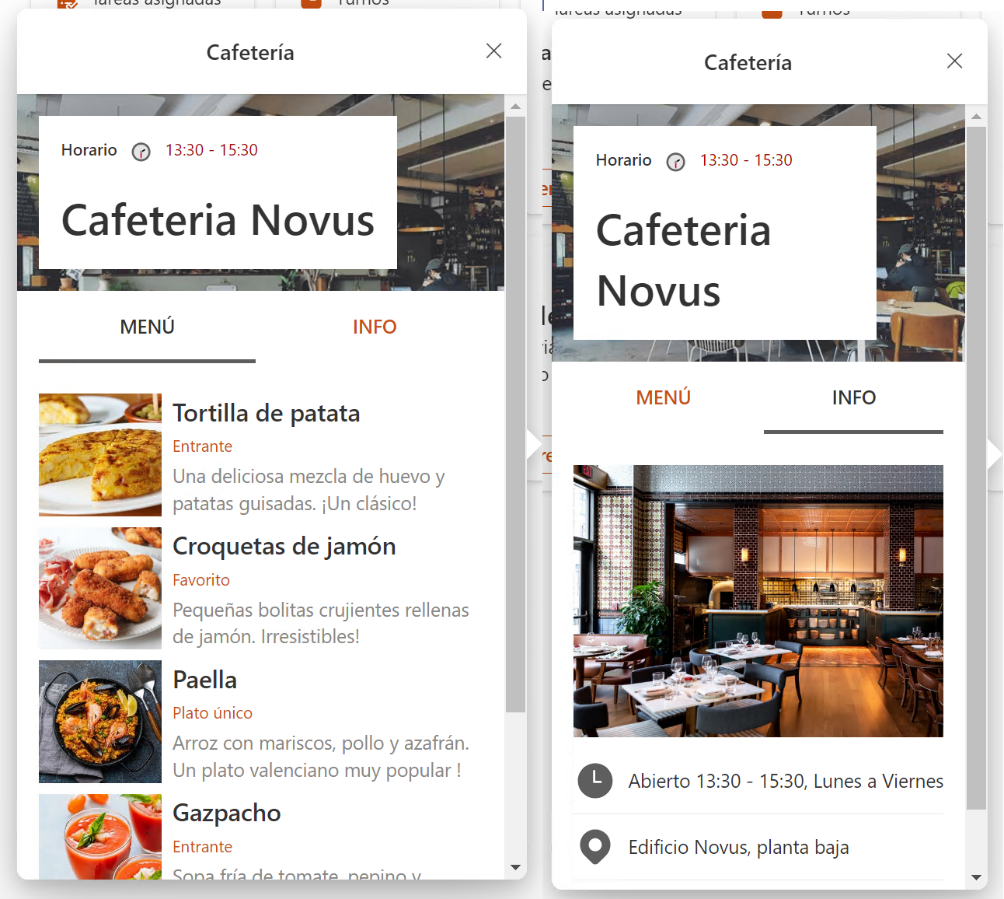 Tareas asignadas
Turnos
Cafetería
Horario 13:30 - 15:30
Cafeteria Novus
MENÚ INFO
Tortilla de patata
Entrante
Una deliciosa mezcla de huevo y
patatas guisadas. ¡Un clásico!
Croquetas de jamón
Favorito
Pequeñas bolitas crujientes rellenas
de jamón. Irresistibles!
Paella
Plato único
Arroz con mariscos, pollo y azafrán.
Un plato valenciano muy popular !
Gazpacho
Entrante
Sopa fría de tomate, pepino y
Tareas asignadas
Turnos
Cafetería
Horario 13:30 - 15:30
Cafeteria
Novus
MENÚ INFO
Abierto 13:30 - 15:30, Lunes a Viernes
Edificio Novus, planta baja